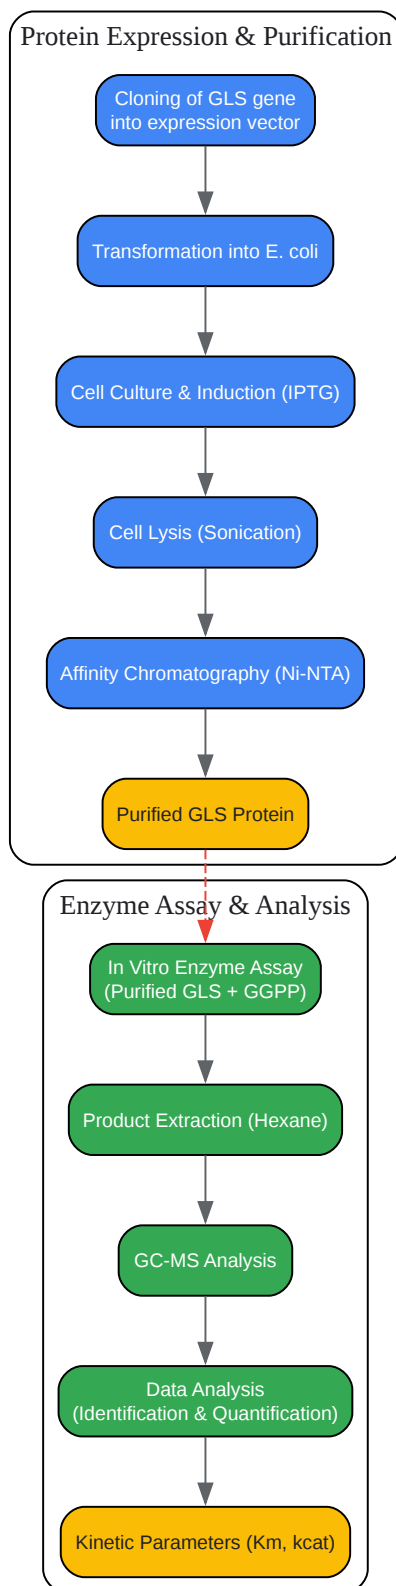 Protein Expression & Purification
Cloning of GLS gene
into expression vector
Transformation into E. coli
Cell Culture & Induction (IPTG)
Cell Lysis (Sonication)
Affinity Chromatography (Ni-NTA)
Purified GLS Protein
Enzyme Assay & Analysis
In Vitro Enzyme Assay
(Purified GLS + GGPP)
Product Extraction (Hexane)
GC-MS Analysis
Data Analysis
(Identification & Quantification)
Kinetic Parameters (Km, kcat)